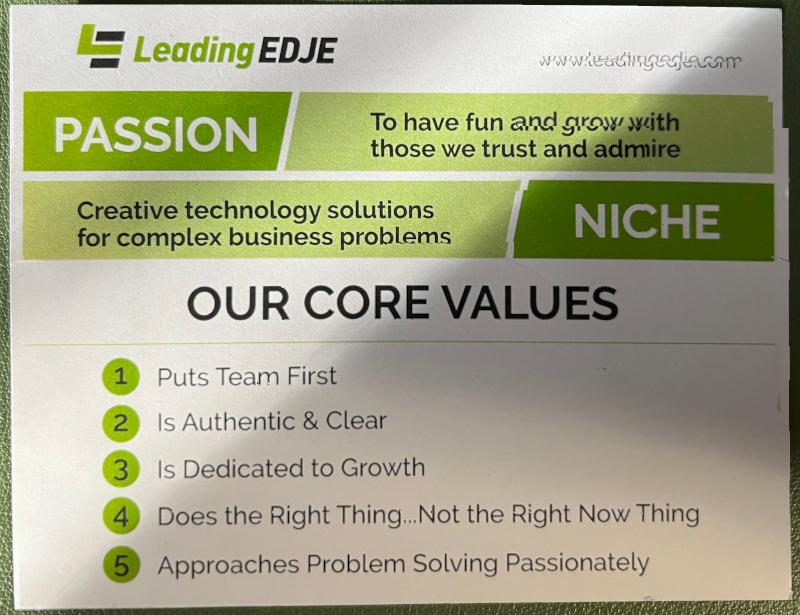 Leading EDJE
www.leadingedje.com
PASSION
To have fun and grow with
those we trust and admire
Creative technology solutions
for complex business problems
NICHE
OUR CORE VALUES
1 Puts Team First
2 Is Authentic & Clear
3 Is Dedicated to Growth
4 Does the Right Thing...Not the Right Now Thing
5 Approaches Problem Solving Passionately